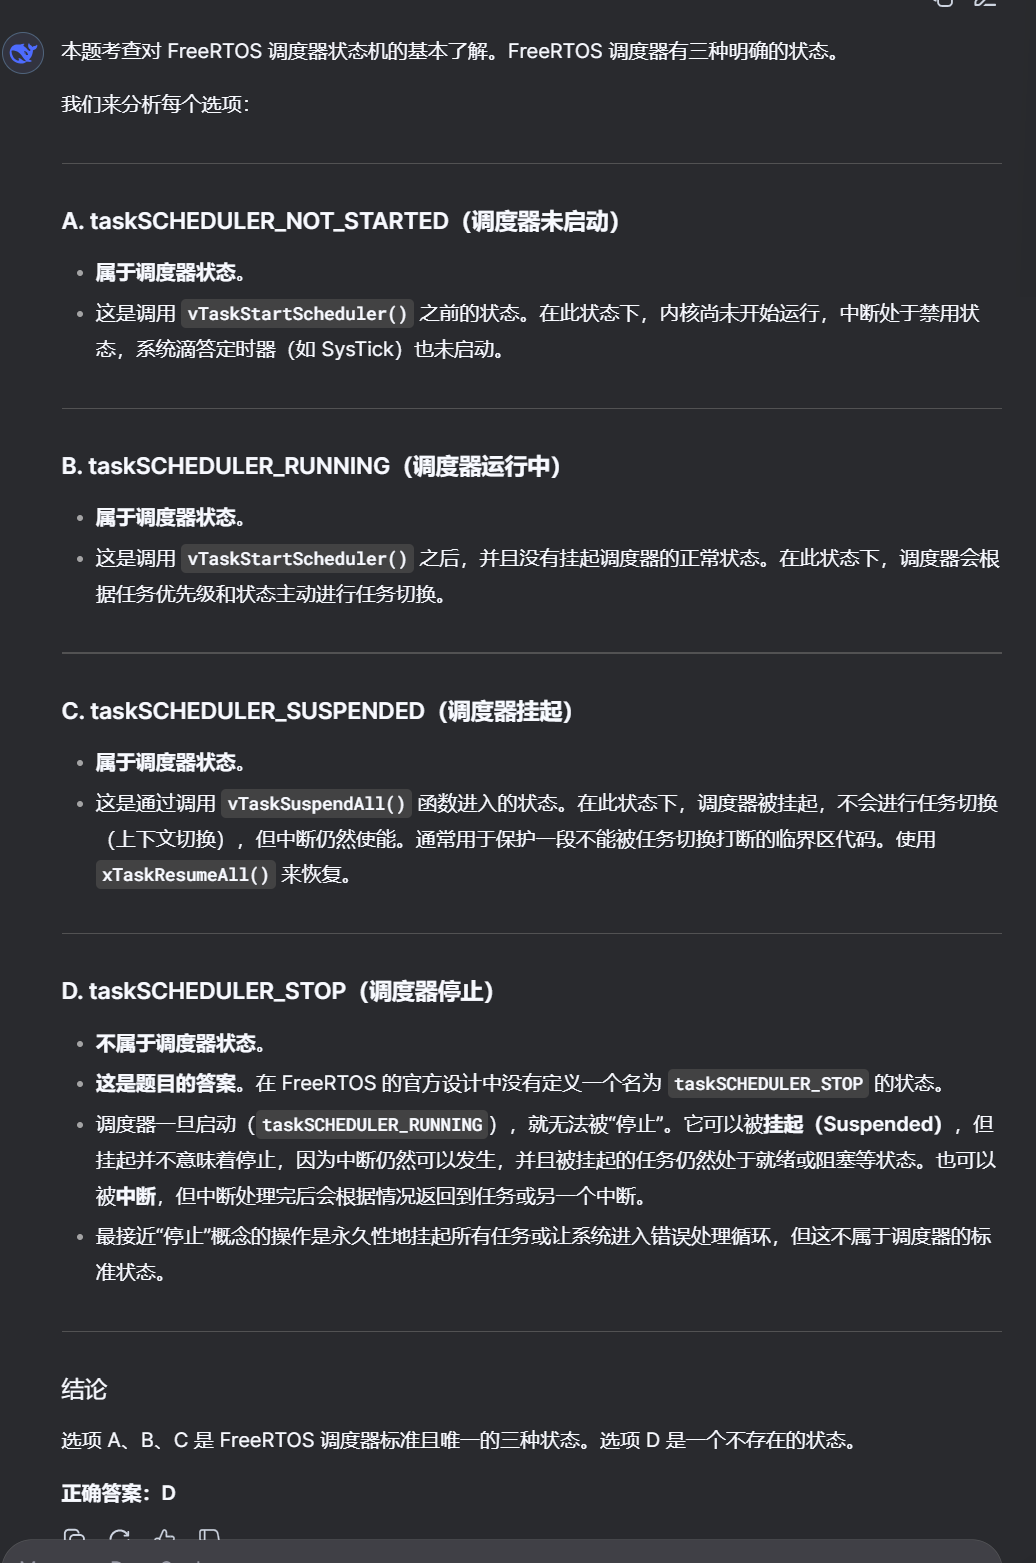 本题考查对 FreeRTOS 调度器状态机的基本了解。FreeRTOS 调度器有三种明确的状态。
我们来分析每个选项：
A. taskSCHEDULER_NOT_STARTED（调度器未启动）
• 属于调度器状态。
• 这是调用 vTaskStartScheduler() 之前的状态。在此状态下，内核尚未开始运行，中断处于禁用状
态，系统滴答定时器（如 SysTick）也未启动。
B. taskSCHEDULER_RUNNING（调度器运行中）
• 属于调度器状态。
• 这是调用 vTaskStartScheduler() 之后，并且没有挂起调度器的正常状态。在此状态下，调度器会根
据任务优先级和状态主动进行任务切换。
C. taskSCHEDULER_SUSPENDED（调度器挂起）
• 属于调度器状态。
• 这是通过调用 vTaskSuspendAll() 函数进入的状态。在此状态下，调度器被挂起，不会进行任务切换
（上下文切换），但中断仍然使能。通常用于保护一段不能被任务切换打断的临界区代码。使用
xTaskResumeAll() 来恢复。
D. taskSCHEDULER_STOP（调度器停止）
• 不属于调度器状态。
• 这是题目的答案。在 FreeRTOS 的官方设计中没有定义一个名为 taskSCHEDULER_STOP 的状态。
• 调度器一旦启动（taskSCHEDULER_RUNNING），就无法被“停止”。它可以被挂起（Suspended），但
挂起并不意味着停止，因为中断仍然可以发生，并且被挂起的任务仍然处于就绪或阻塞等状态。也可以
被中断，但中断处理完后会根据情况返回到任务或另一个中断。
• 最接近“停止”概念的操作是永久性地挂起所有任务或让系统进入错误处理循环，但这不属于调度器的标
准状态。
结论
选项 A、B、C 是 FreeRTOS 调度器标准且唯一的三种状态。选项 D 是一个不存在的状态。
正确答案：D